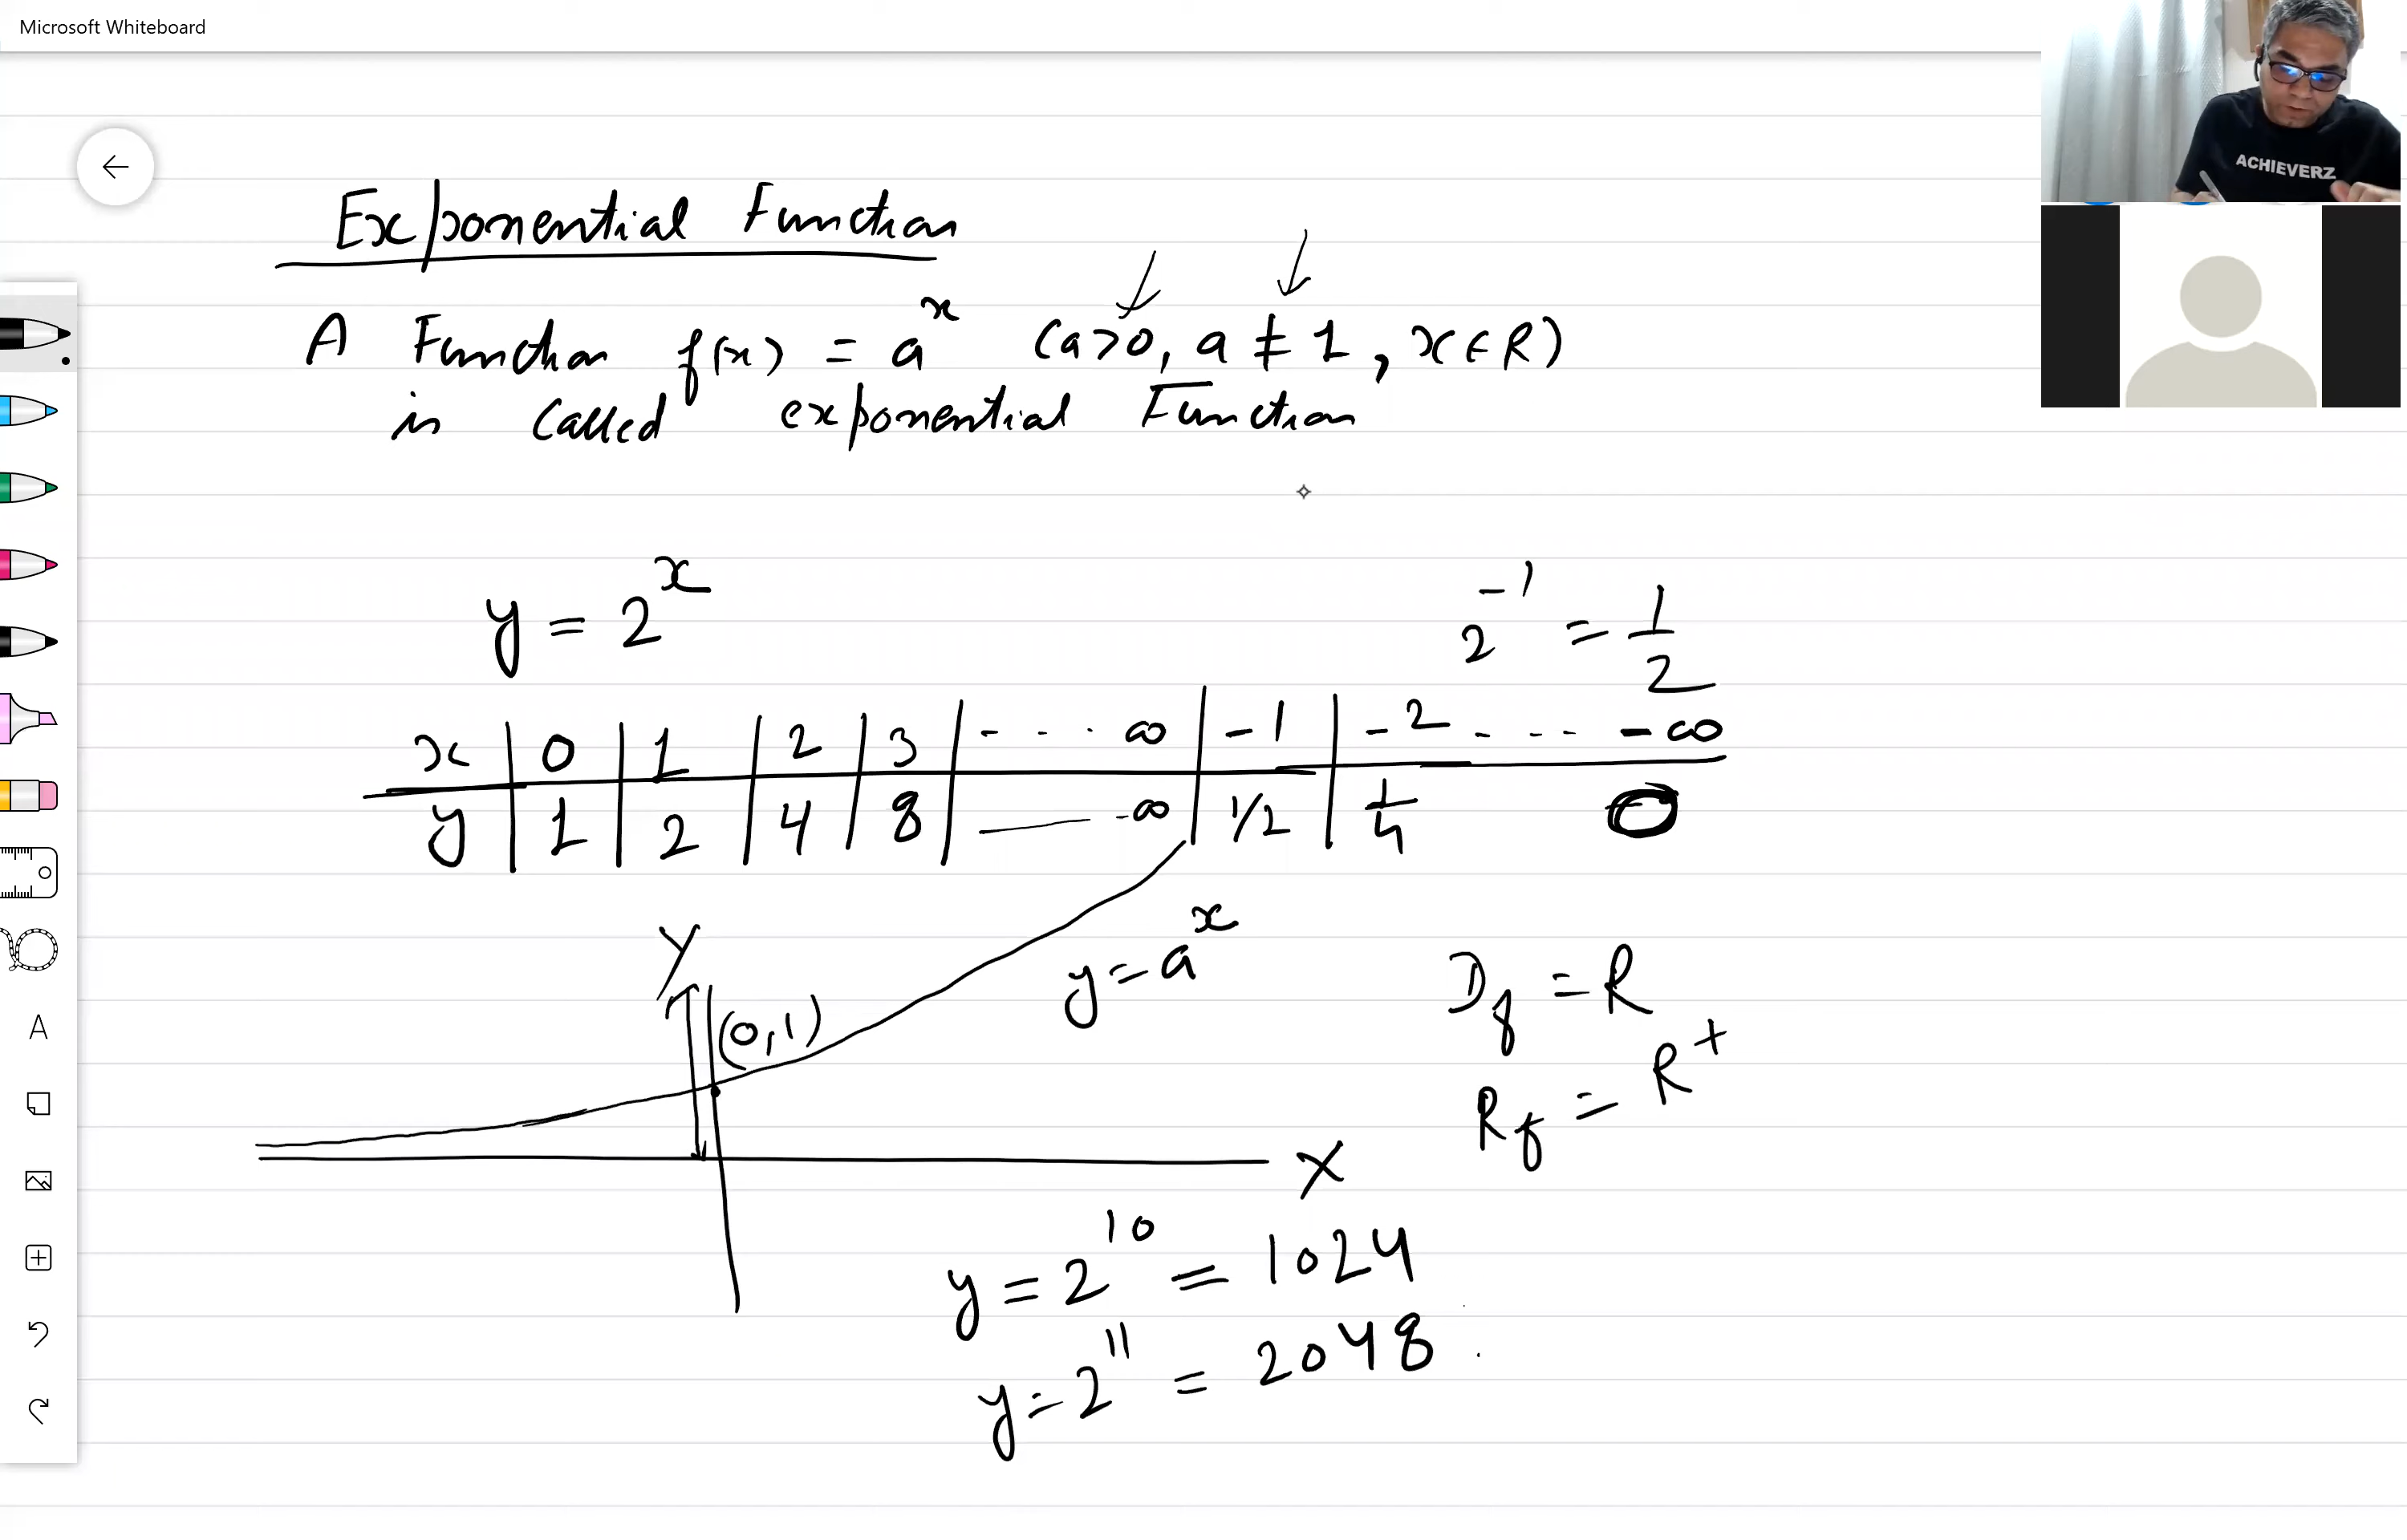 Microsoft Whiteboard
ACHIEVERZ
Exponential Function
A Function f(x) = a^x (a>0, a ≠ 1, x∈R)
is called exponential Function
y = 2^x
2^-1 = 1/2
x | 0 | 1 | 2 | 3 | - - · · ∞ | -1 | -2 - - - - -∞
y | 1 | 2 | 4 | 8 | —— -∞ | 1/2 | 1/4 0
Y
(0,1)
y = a^x
D_f = R
R_f = R^+
X
y = 2^10 = 1024
y = 2^11 = 2048 .
A